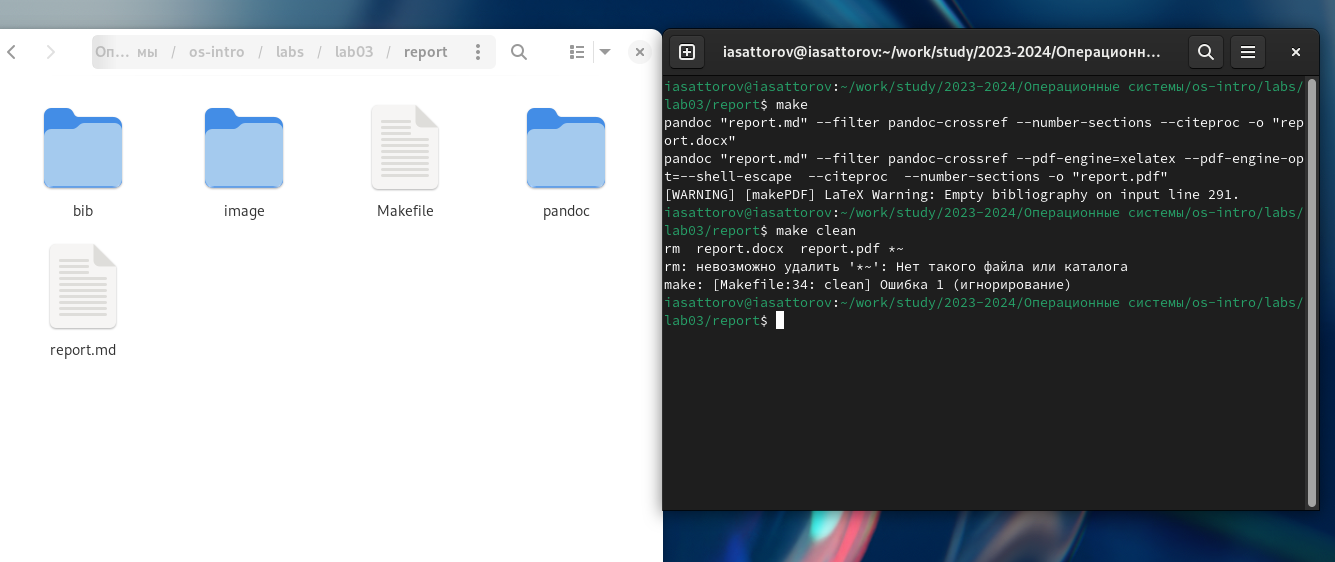 Оп... мы / os-intro / labs / lab03 / report
bib
image
Makefile
pandoc
report.md
iasattorov@iasattorov:~/work/study/2023-2024/Операционн...
iasattorov@iasattorov:~/work/study/2023-2024/Операционные системы/os-intro/labs/
lab03/report$ make
pandoc "report.md" --filter pandoc-crossref --number-sections --citeproc -o "rep
ort.docx"
pandoc "report.md" --filter pandoc-crossref --pdf-engine=xelatex --pdf-engine-op
t=--shell-escape  --citeproc  --number-sections -o "report.pdf"
[WARNING] [makePDF] LaTeX Warning: Empty bibliography on input line 291.
iasattorov@iasattorov:~/work/study/2023-2024/Операционные системы/os-intro/labs/
lab03/report$ make clean
rm  report.docx  report.pdf *~
rm: невозможно удалить '*~': Нет такого файла или каталога
make: [Makefile:34: clean] Ошибка 1 (игнорирование)
iasattorov@iasattorov:~/work/study/2023-2024/Операционные системы/os-intro/labs/
lab03/report$